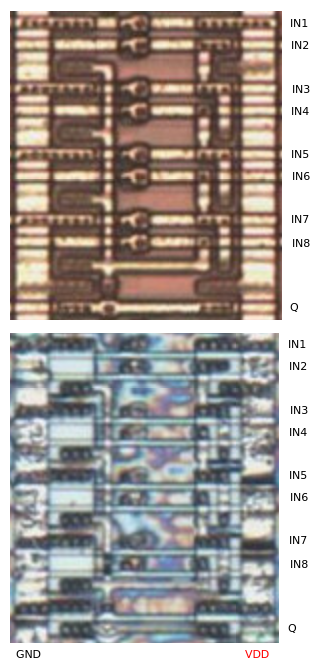 IN1
IN2
IN3
IN4
IN5
IN6
IN7
IN8
Q
IN1
IN2
IN3
IN4
IN5
IN6
IN7
IN8
Q
GND VDD